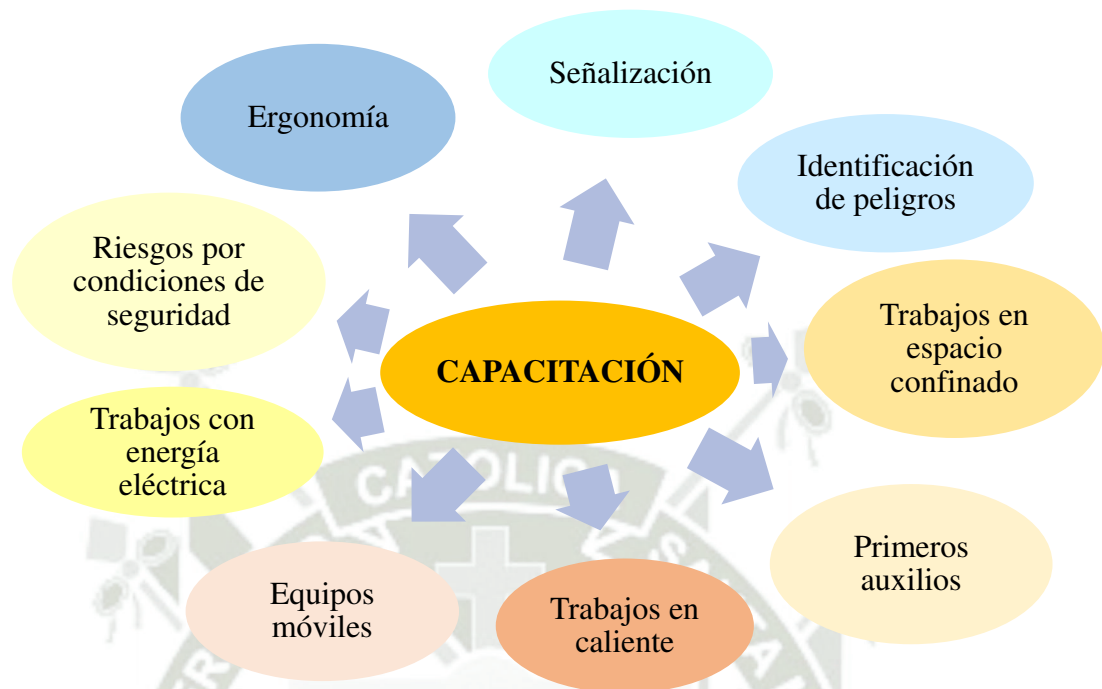 Señalización
Ergonomía
Identificación
de peligros
Riesgos por
condiciones de
seguridad
Trabajos en
espacio
confinado
CAPACITACIÓN
Trabajos con
energía
eléctrica
CATOLICA
Primeros
auxilios
Equipos
móviles
Trabajos en
caliente